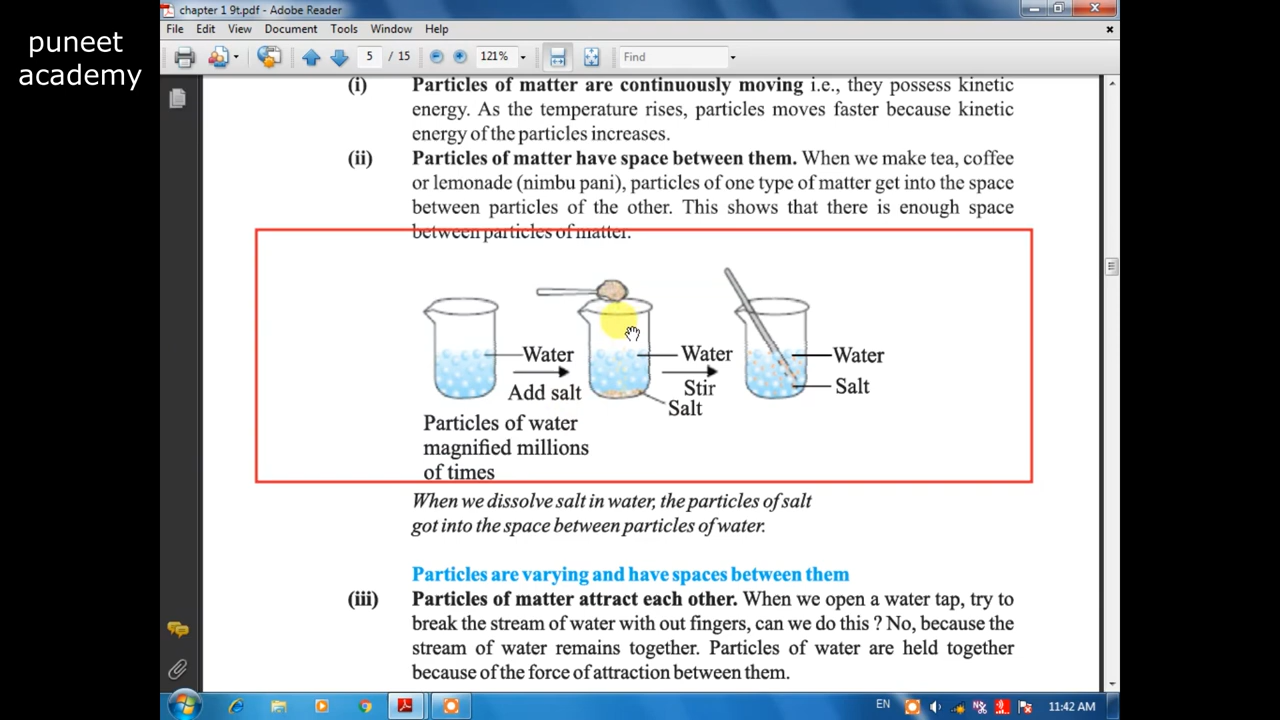 puneet
academy
chapter 1 9t.pdf - Adobe Reader
File Edit View Document Tools Window Help
5 / 15 121% Find
(i) Particles of matter are continuously moving i.e., they possess kinetic
energy. As the temperature rises, particles moves faster because kinetic
energy of the particles increases.
(ii) Particles of matter have space between them. When we make tea, coffee
or lemonade (nimbu pani), particles of one type of matter get into the space
between particles of the other. This shows that there is enough space
between particles of matter.
Water Water Water
Add salt Stir Salt
Salt
Particles of water
magnified millions
of times
When we dissolve salt in water, the particles of salt
got into the space between particles of water.
Particles are varying and have spaces between them
(iii) Particles of matter attract each other. When we open a water tap, try to
break the stream of water with out fingers, can we do this ? No, because the
stream of water remains together. Particles of water are held together
because of the force of attraction between them.
EN 11:42 AM